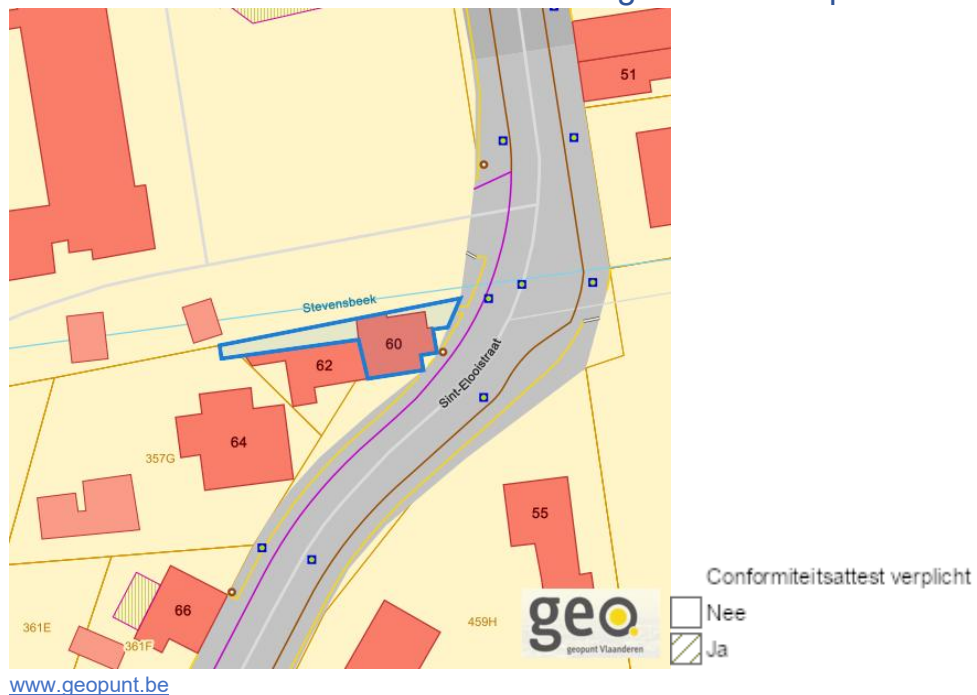 51
Stevensbeek
60
62
Sint-Elooistraat
64
357G
55
66
361E
361F
459H
geo
geopunt Vlaanderen
Conformiteitsattest verplicht
Nee
Ja
www.geopunt.be